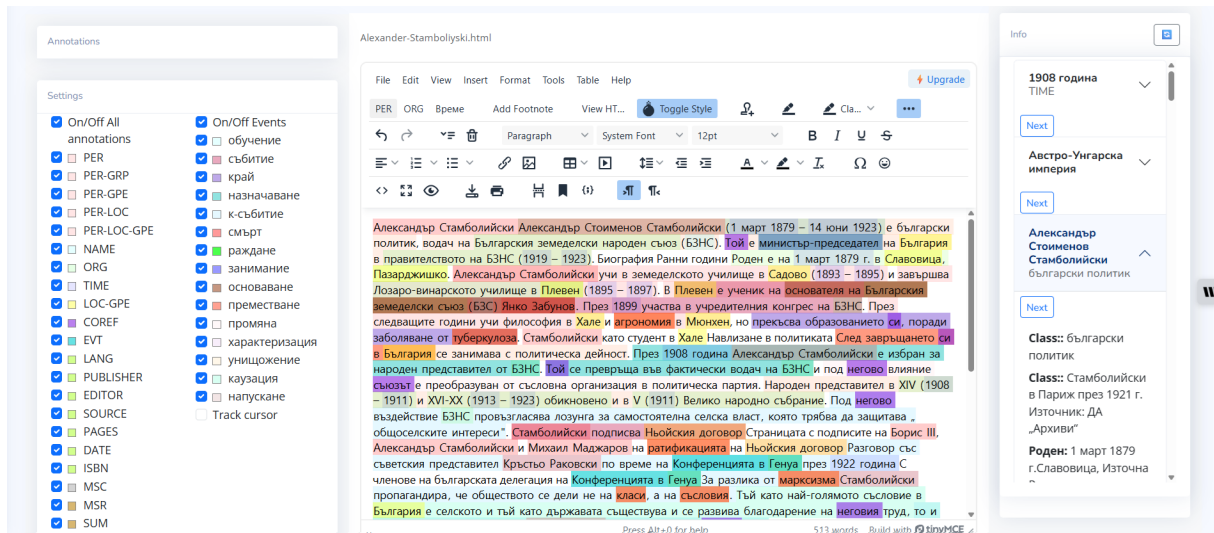 Annotations
Settings
On/Off All annotations
PER
PER-GRP
PER-GPE
PER-LOC
PER-LOC-GPE
NAME
ORG
TIME
LOC-GPE
COREF
EVT
LANG
PUBLISHER
EDITOR
SOURCE
PAGES
DATE
ISBN
MSC
MSR
SUM
On/Off Events
обучение
събитие
край
назначаване
к-събитие
смърт
раждане
занимание
основаване
преместване
промяна
характеризация
унищожение
каузация
напускане
Track cursor
Alexander-Stamboliyski.html
File Edit View Insert Format Tools Table Help
Upgrade
PER ORG Време Add Footnote View HT... Toggle Style Cla...
Paragraph System Font 12pt B I U S
Александър Стамболийски Александър Стоименов Стамболийски (1 март 1879 – 14 юни 1923) е български
политик, водач на Българския земеделски народен съюз (БЗНС). Той е министър-председател на България
в правителството на БЗНС (1919 – 1923). Биография Ранни години Роден е на 1 март 1879 г. в Славовица,
Пазарджишко. Александър Стамболийски учи в земеделското училище в Садово (1893 – 1895) и завършва
Лозаро-винарското училище в Плевен (1895 – 1897). В Плевен е ученик на основателя на Българския
земеделски съюз (БЗС) Янко Забунов. През 1899 участва в учредителния конгрес на БЗНС. През
следващите години учи философия в Хале и агрономия в Мюнхен, но прекъсва образованието си, поради
заболяване от туберкулоза. Стамболийски като студент в Хале Навлизане в политиката След завръщането си
в България се занимава с политическа дейност. През 1908 година Александър Стамболийски е избран за
народен представител от БЗНС. Той се превръща във фактически водач на БЗНС и под негово влияние
съюзът е преобразуван от съсловна организация в политическа партия. Народен представител в XIV (1908
– 1911) и XVI-XX (1913 – 1923) обикновено и в V (1911) Велико народно събрание. Под негово
въздействие БЗНС провъзгласява лозунга за самостоятелна селска власт, която трябва да защитава „
общоселските интереси". Стамболийски подписва Ньойския договор Страницата с подписите на Борис III,
Александър Стамболийски и Михаил Маджаров на ратификацията на Ньойския договор Разговор със
съветския представител Кръстьо Раковски по време на Конференцията в Генуа през 1922 година С
членове на българската делегация на Конференцията в Генуа За разлика от марксизма Стамболийски
пропагандира, че обществото се дели не на класи, а на съсловия. Тъй като най-голямото съсловие в
България е селското и тъй като държавата съществува и се развива благодарение на неговия труд, то и
Press Alt+0 for help 513 words Build with tinyMCE
Info
1908 година
TIME
Next
Австро-Унгарска
империя
Next
Александър
Стоименов
Стамболийски
български политик
Next
Class:: български
политик
Class:: Стамболийски
в Париж през 1921 г.
Източник: ДА
„Архиви“
Роден: 1 март 1879
г.Славовица, Източна